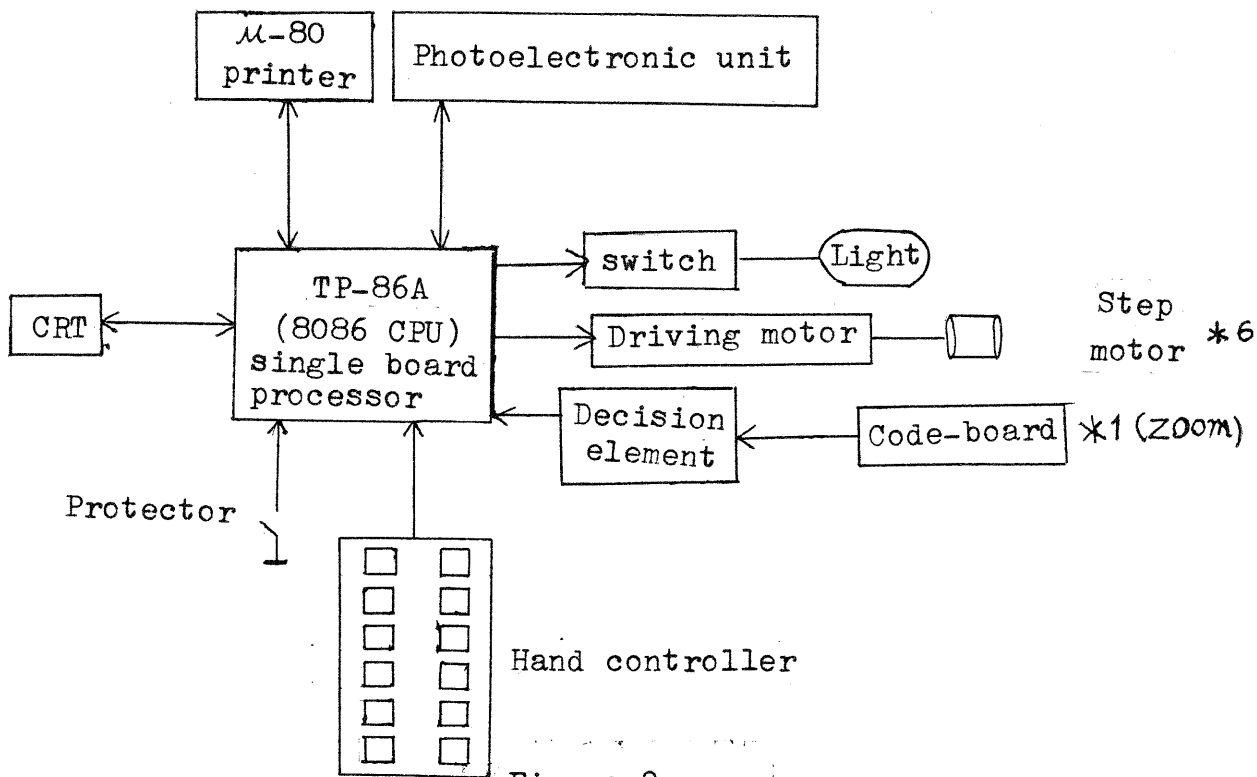 μ-80
printer
Photoelectronic unit
switch
Light
TP-86A
(8086 CPU)
single board
processor
CRT
Driving motor
Step
motor *6
Decision
element
Code-board *1 (ZOOM)
Protector
Hand controller